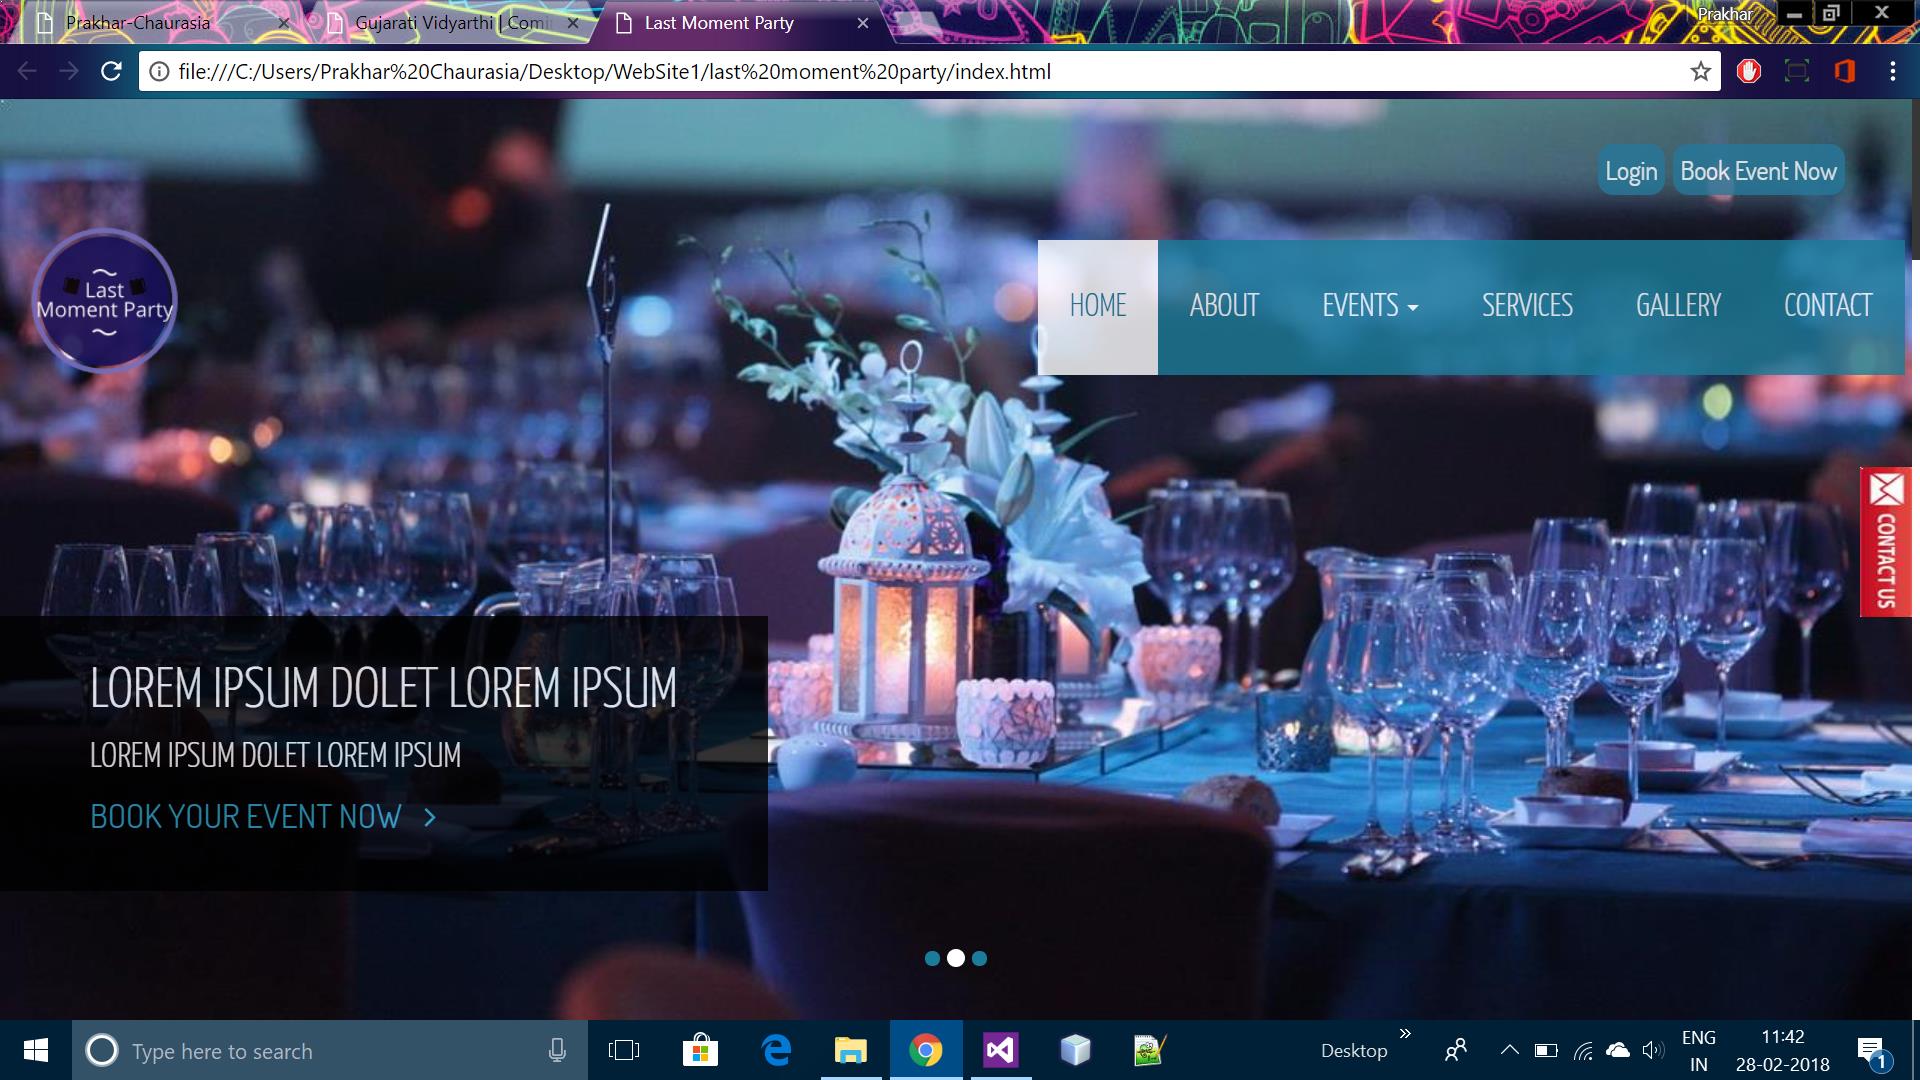 Prakhar-Chaurasia
Gujarati Vidyarthi | Comi
Last Moment Party
Prakhar
file:///C:/Users/Prakhar%20Chaurasia/Desktop/WebSite1/last%20moment%20party/index.html
Login
Book Event Now
Last
Moment Party
HOME
ABOUT
EVENTS
SERVICES
GALLERY
CONTACT
CONTACT US
LOREM IPSUM DOLET LOREM IPSUM
LOREM IPSUM DOLET LOREM IPSUM
BOOK YOUR EVENT NOW
Type here to search
Desktop
ENG
IN
11:42
28-02-2018
1